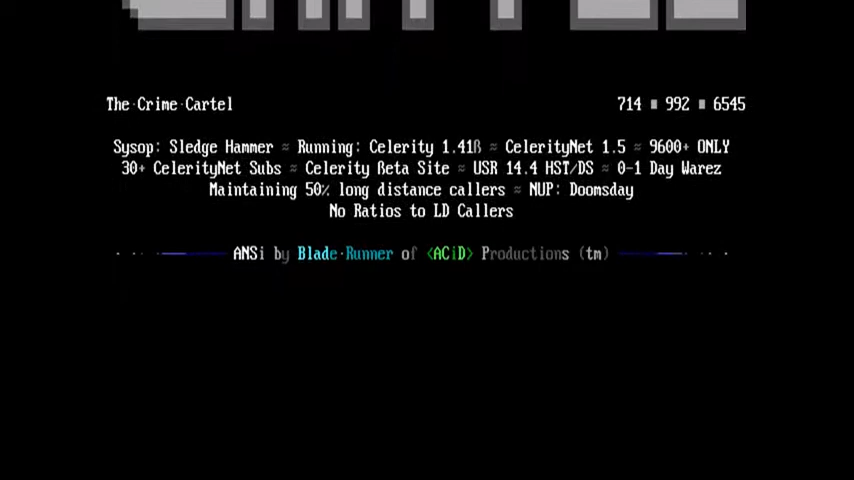 The Crime Cartel 714 ■ 992 ■ 6545
Sysop: Sledge Hammer ≈ Running: Celerity 1.41ß ≈ CelerityNet 1.5 ≈ 9600+ ONLY
30+ CelerityNet Subs ≈ Celerity ßeta Site ≈ USR 14.4 HST/DS ≈ 0-1 Day Warez
Maintaining 50% long distance callers ≈ NUP: Doomsday
No Ratios to LD Callers
ANSi by Blade·Runner of <ACiD> Productions (tm)